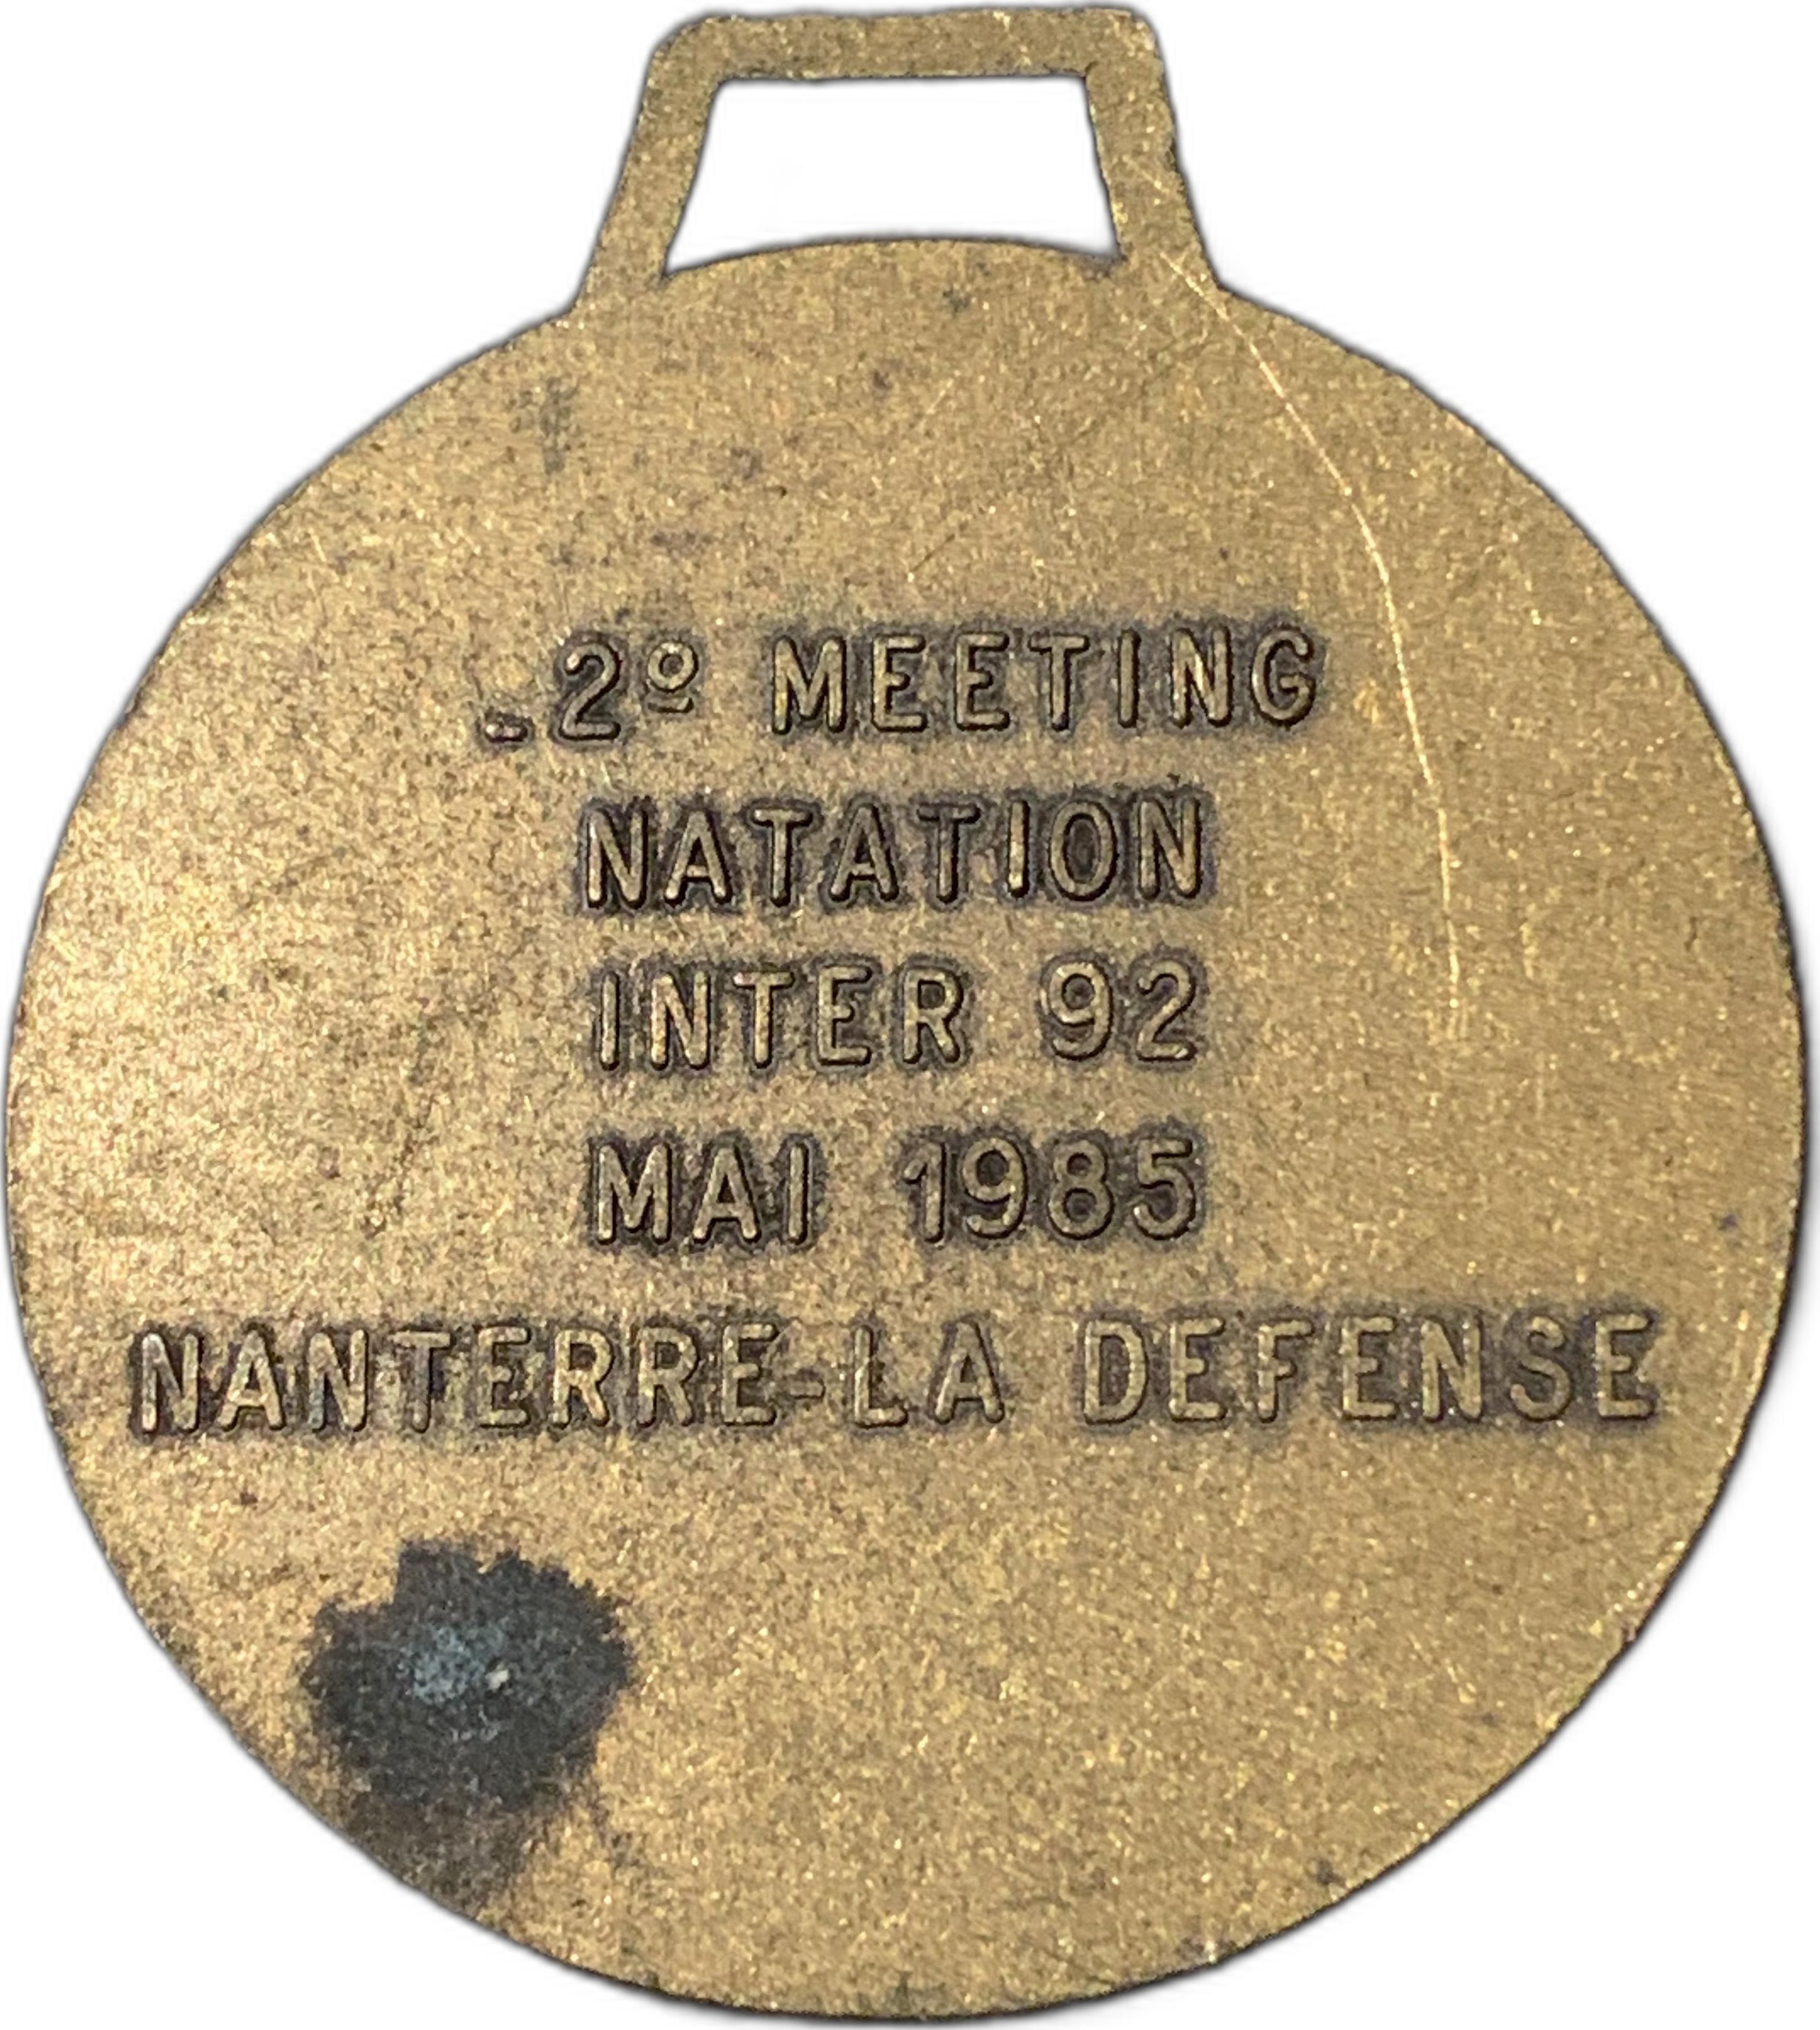 2º MEETING
NATATION
INTER 92
MAI 1985
NANTERRE-LA DEFENSE